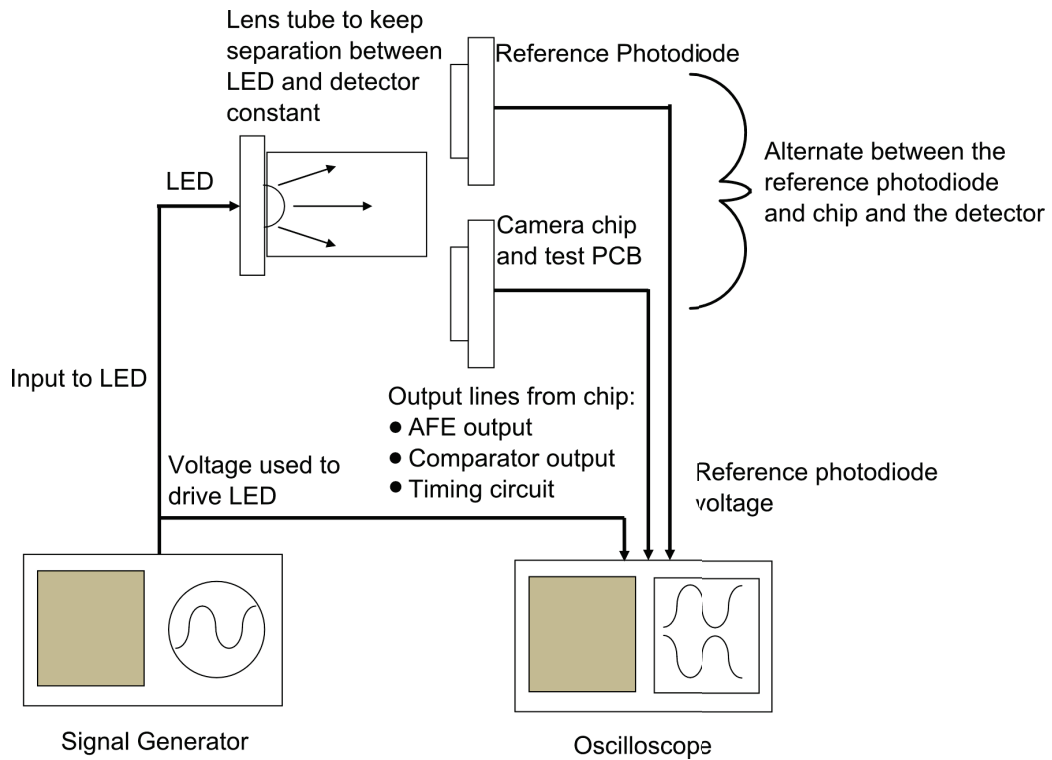 Lens tube to keep
separation between
LED and detector
constant
Reference Photodiode
Alternate between the
reference photodiode
and chip and the detector
LED
Camera chip
and test PCB
Input to LED
Output lines from chip:
● AFE output
● Comparator output
● Timing circuit
Voltage used to
drive LED
Reference photodiode
voltage
Signal Generator
Oscilloscope